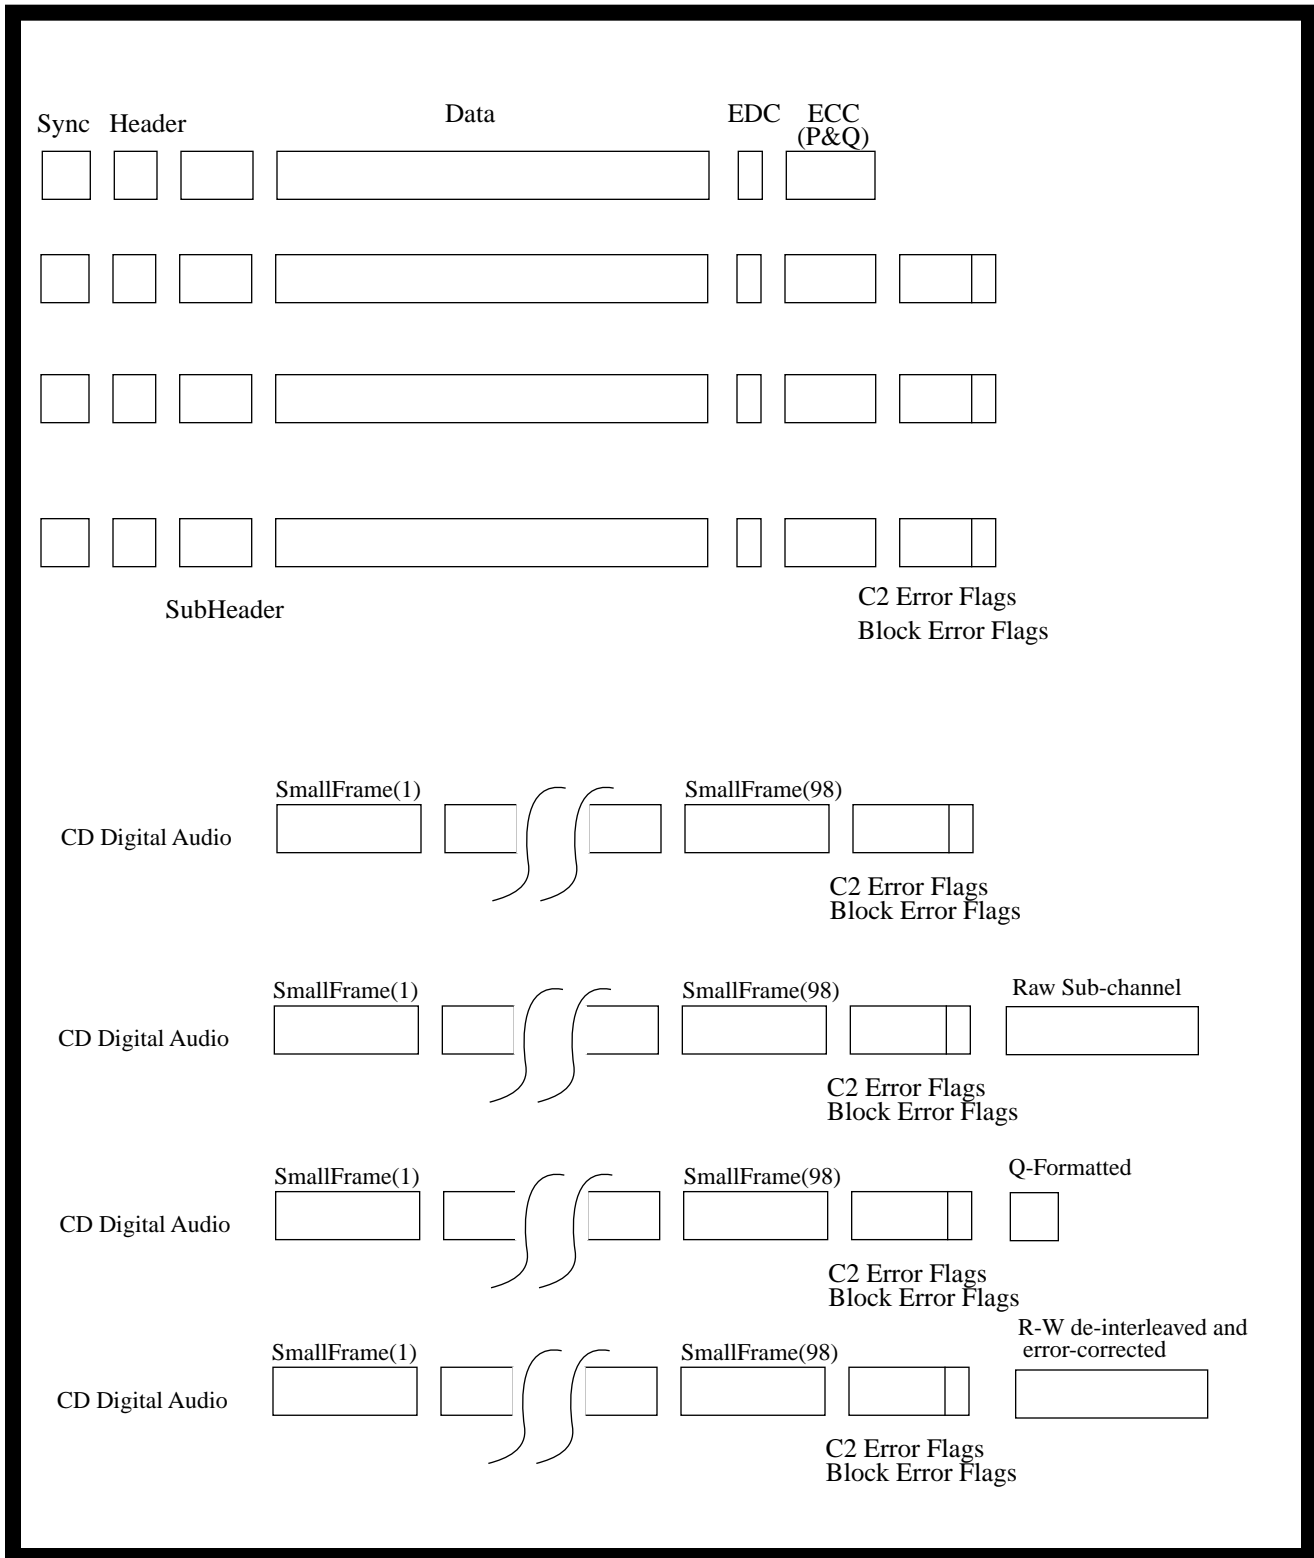 Sync Header Data EDC ECC
(P&Q)
SubHeader
C2 Error Flags
Block Error Flags
SmallFrame(1) SmallFrame(98)
CD Digital Audio
C2 Error Flags
Block Error Flags
SmallFrame(1) SmallFrame(98) Raw Sub-channel
CD Digital Audio
C2 Error Flags
Block Error Flags
Q-Formatted
SmallFrame(1) SmallFrame(98)
CD Digital Audio
C2 Error Flags
Block Error Flags
R-W de-interleaved and
error-corrected
SmallFrame(1) SmallFrame(98)
CD Digital Audio
C2 Error Flags
Block Error Flags